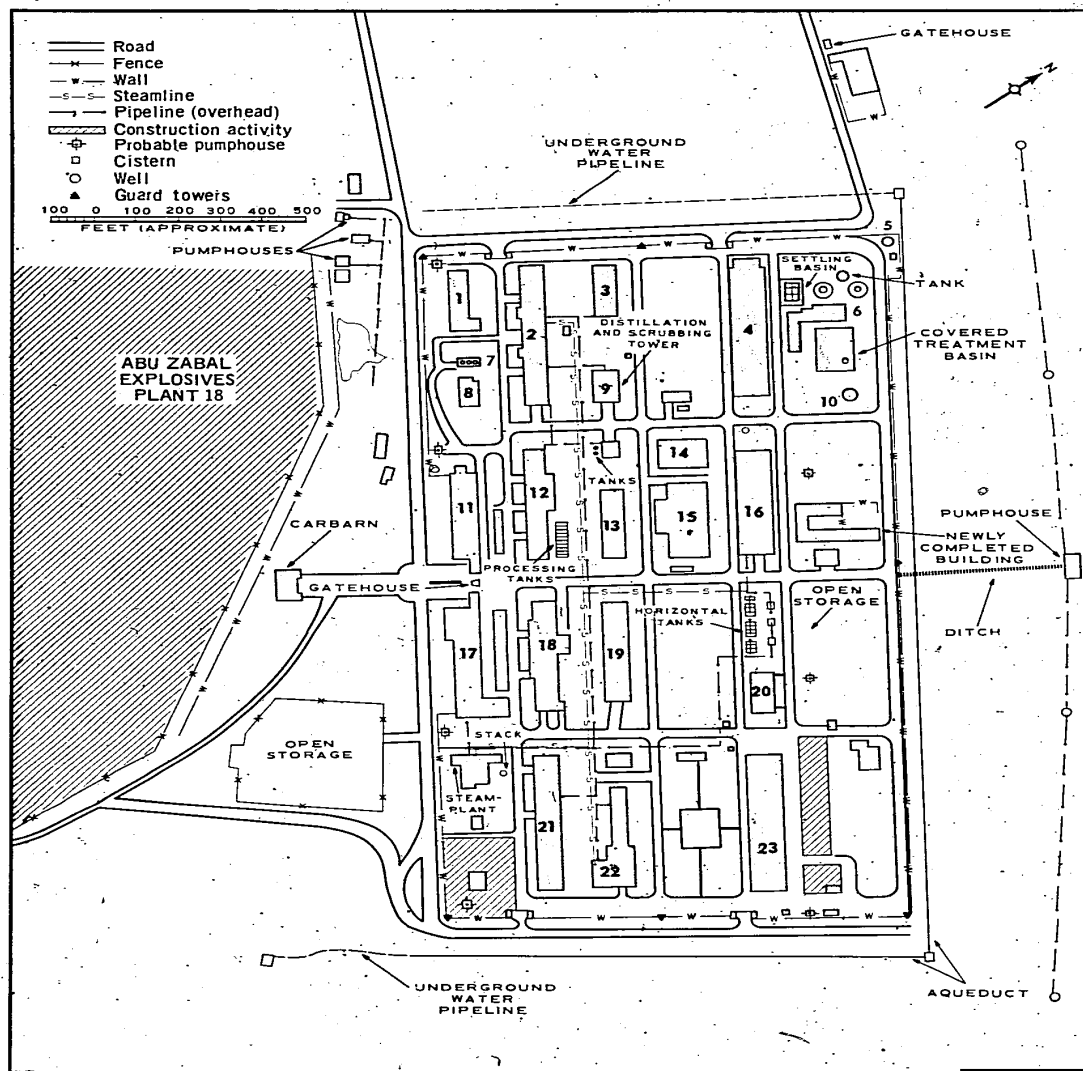 Road
Fence
Wall
Steamline
Pipeline (overhead)
Construction activity
Probable pumphouse
Cistern
Well
Guard towers
100 0 100 200 300 400 500
FEET (APPROXIMATE)
GATEHOUSE
N
UNDERGROUND
WATER
PIPELINE
PUMPHOUSES
ABU ZABAL
EXPLOSIVES
PLANT 18
SETTLING
BASIN
TANK
COVERED
TREATMENT
BASIN
DISTILLATION
AND SCRUBBING
TOWER
1
2
3
4
5
6
7
8
9
10
TANKS
11
12
13
14
15
16
CARBARN
PROCESSING
TANKS
GATEHOUSE
PUMPHOUSE
NEWLY
COMPLETED
BUILDING
HORIZONTAL
TANKS
OPEN
STORAGE
DITCH
17
18
19
20
OPEN
STORAGE
STACK
STEAM-
PLANT
21
22
23
UNDERGROUND
WATER
PIPELINE
AQUEDUCT